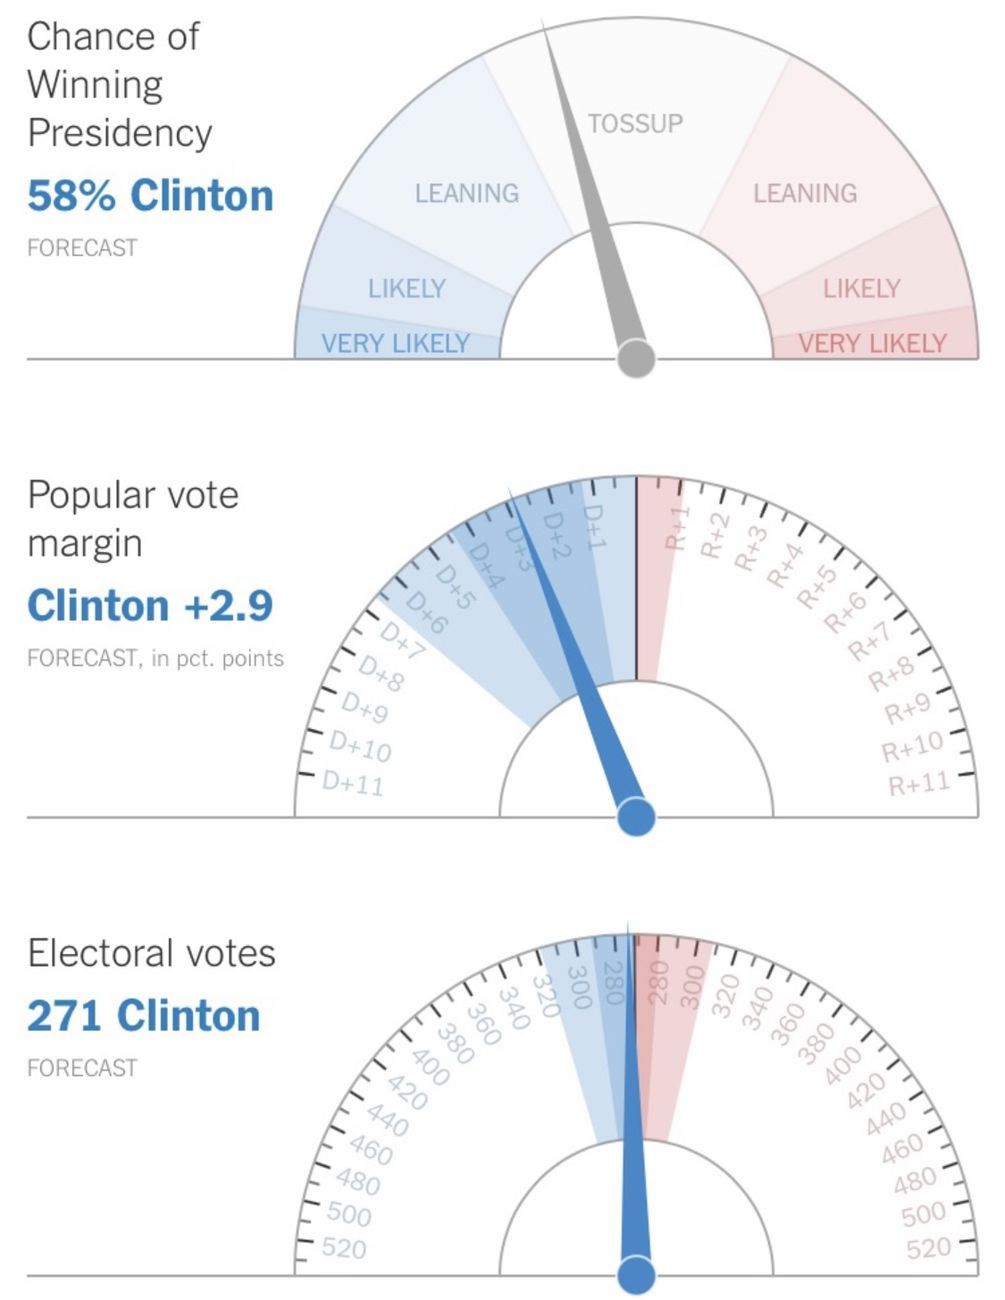 Chance of
Winning
Presidency
58% Clinton
FORECAST
TOSSUP
LEANING
LEANING
LIKELY
LIKELY
VERY LIKELY
VERY LIKELY
Popular vote
margin
Clinton +2.9
FORECAST, in pct. points
D+11
D+10
D+9
D+8
D+7
D+6
D+5
D+4
D+3
D+2
D+1
R+1
R+2
R+3
R+4
R+5
R+6
R+7
R+8
R+9
R+10
R+11
Electoral votes
271 Clinton
FORECAST
520
500
480
460
440
420
400
380
360
340
320
300
280
280
300
320
340
360
380
400
420
440
460
480
500
520